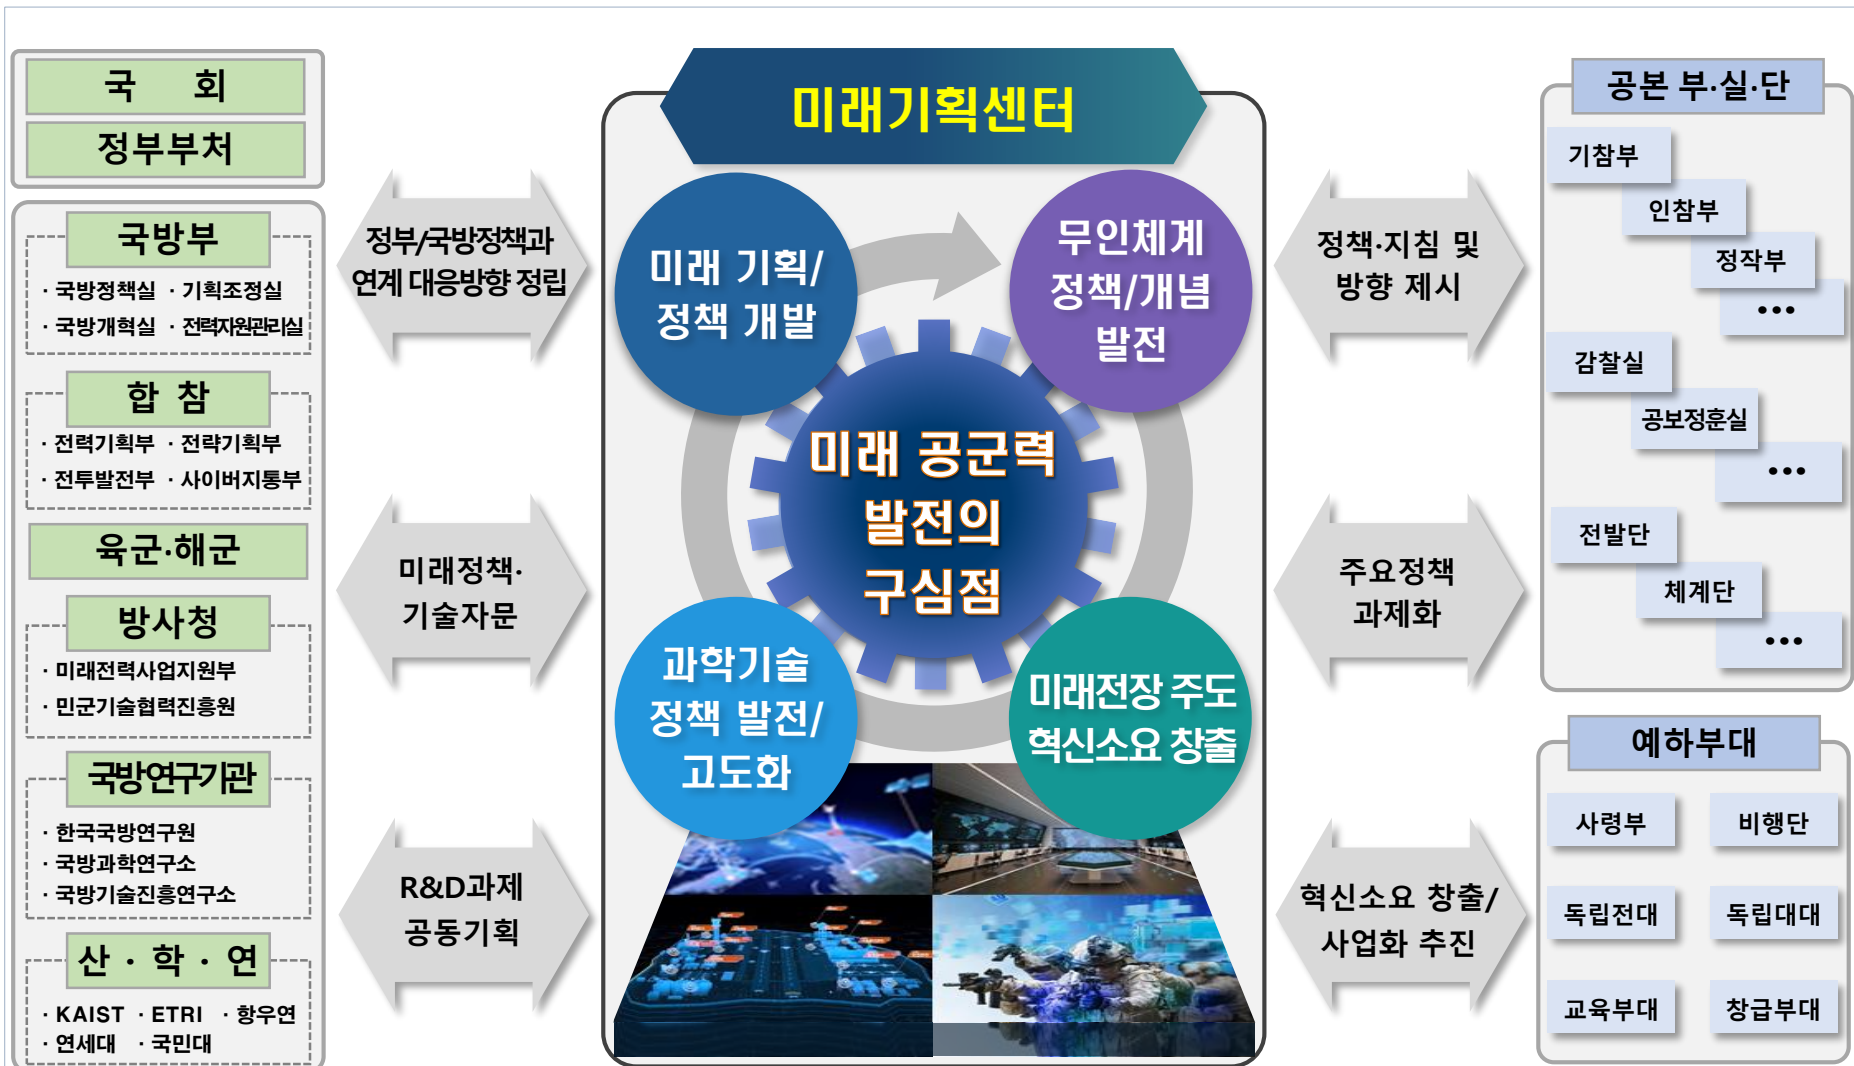 국 회
정부부처
국방부
· 국방정책실 · 기획조정실
· 국방개혁실 · 전력자원관리실
합 참
· 전력기획부 · 전략기획부
· 전투발전부 · 사이버지통부
육군·해군
방사청
· 미래전력사업지원부
· 민군기술협력진흥원
국방연구기관
· 한국국방연구원
· 국방과학연구소
· 국방기술진흥연구소
산 · 학 · 연
· KAIST · ETRI · 항우연
· 연세대 · 국민대
정부/국방정책과
연계 대응방향 정립
미래정책·
기술자문
R&D과제
공동기획
미래기획센터
미래 기획/
정책 개발
무인체계
정책/개념
발전
미래 공군력
발전의
구심점
과학기술
정책 발전/
고도화
미래전장 주도
혁신소요 창출
정책·지침 및
방향 제시
주요정책
과제화
혁신소요 창출/
사업화 추진
공본 부·실·단
기참부
인참부
정작부
•••
감찰실
공보정훈실
•••
전발단
체계단
•••
예하부대
사령부 비행단
독립전대 독립대대
교육부대 창급부대